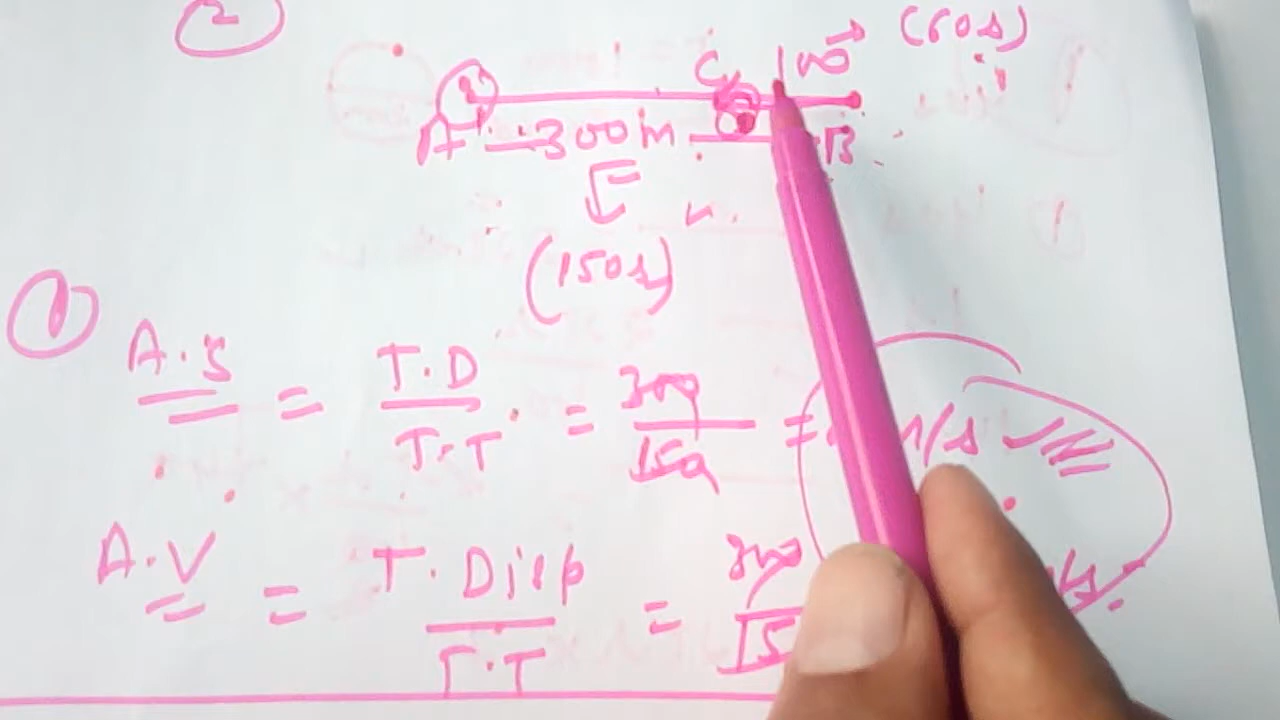 2
C 100 (60s)
A 300m B
(150s)
1
A.S = T.D / T.T = 300 / 150 = m/s
A.V = T.Disp / T.T = 300 / 15